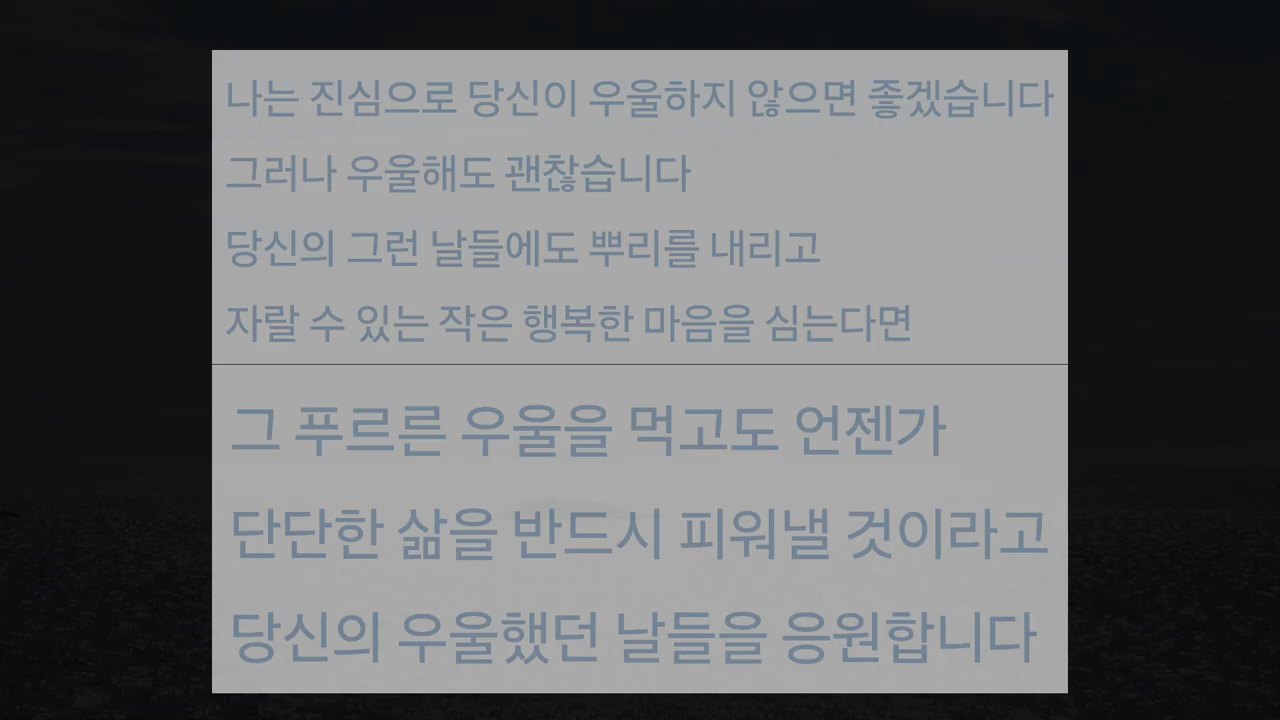 나는 진심으로 당신이 우울하지 않으면 좋겠습니다
그러나 우울해도 괜찮습니다
당신의 그런 날들에도 뿌리를 내리고
자랄 수 있는 작은 행복한 마음을 심는다면
그 푸르른 우울을 먹고도 언젠가
단단한 삶을 반드시 피워낼 것이라고
당신의 우울했던 날들을 응원합니다